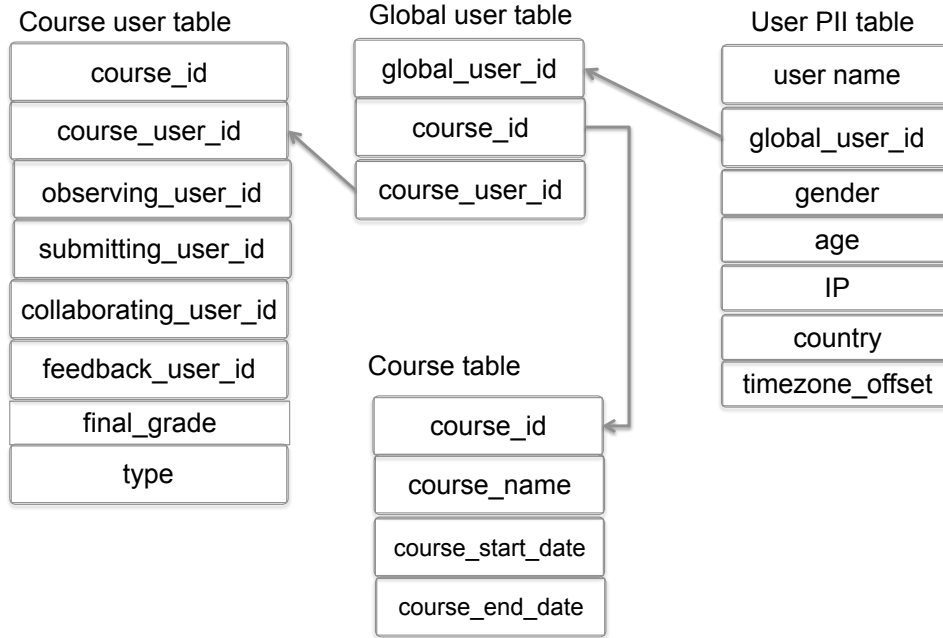 Course user table
course_id
course_user_id
observing_user_id
submitting_user_id
collaborating_user_id
feedback_user_id
final_grade
type
Global user table
global_user_id
course_id
course_user_id
Course table
course_id
course_name
course_start_date
course_end_date
User PII table
user name
global_user_id
gender
age
IP
country
timezone_offset